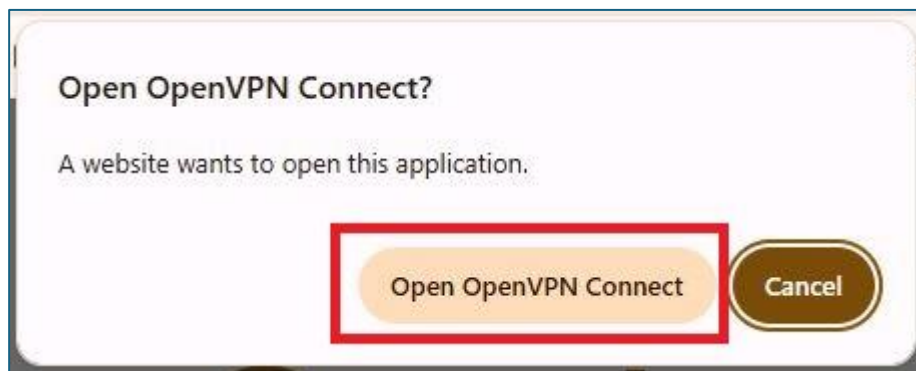 Open OpenVPN Connect?
A website wants to open this application.
Open OpenVPN Connect
Cancel